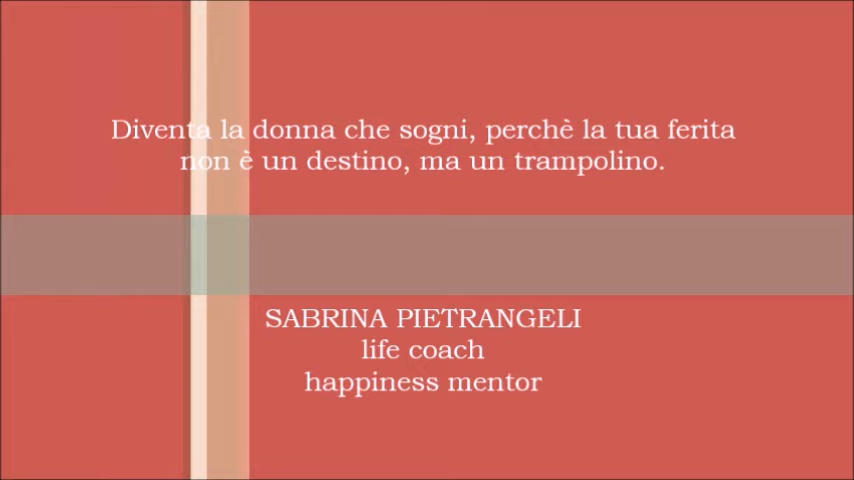 Diventa la donna che sogni, perchè la tua ferita
non è un destino, ma un trampolino.
SABRINA PIETRANGELI
life coach
happiness mentor